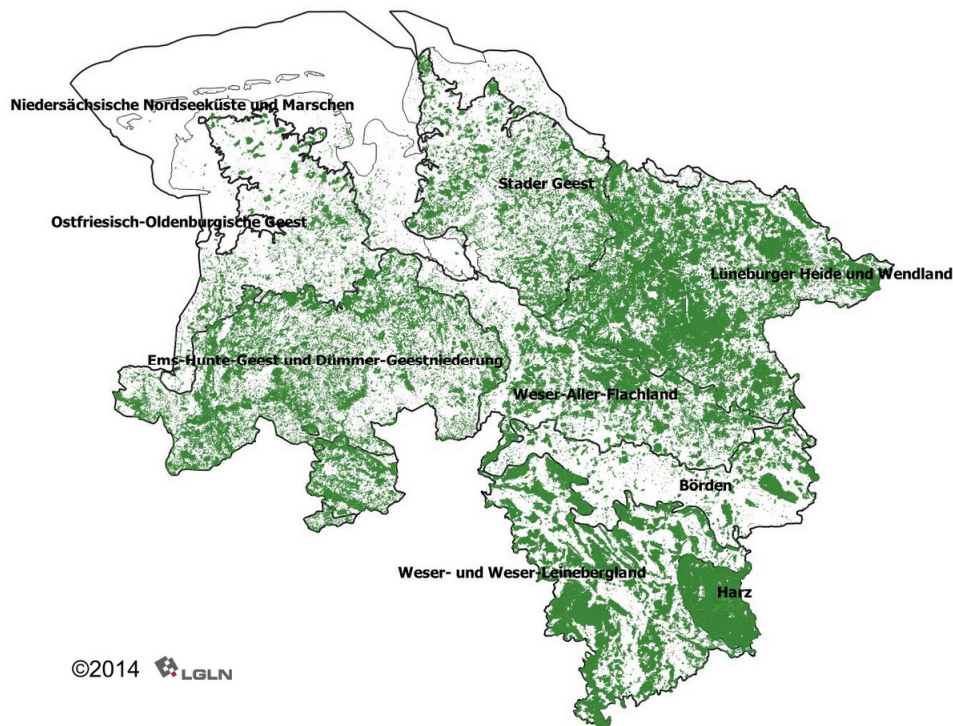 Niedersächsische Nordseeküste und Marschen
Stader Geest
Ostfriesisch-Oldenburgische Geest
Lüneburger Heide und Wendland
Ems-Hunte-Geest und Dümmer-Geestniederung
Weser-Aller-Flachland
Börden
Weser- und Weser-Leinebergland
Harz
©2014 LGLN